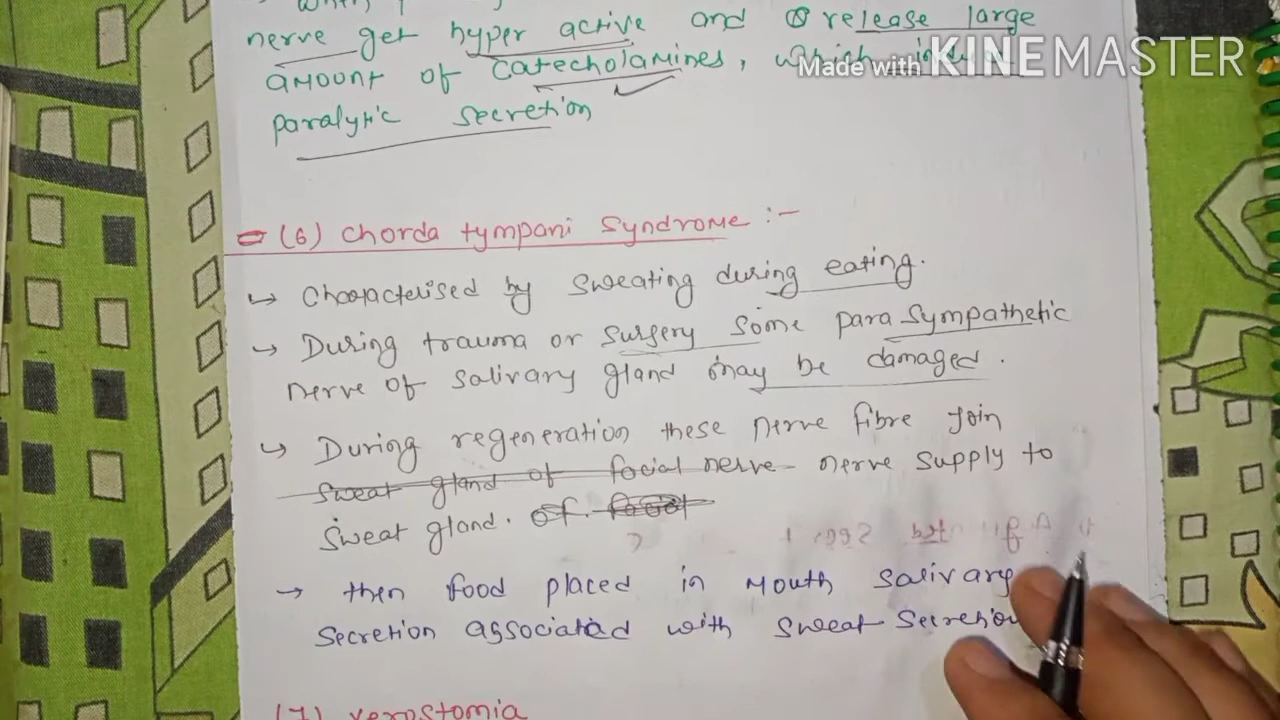 when
nerve get hyper active and release large
amount of catecholamines, which
Made with KINEMASTER
paralytic secretion
(6) Chorda tympani Syndrome :-
↳ Characterised by sweating during eating.
→ During trauma or surgery some para sympathetic
nerve of salivary gland may be damaged.
↳ During regeneration these nerve fibre join
sweat gland of facial nerve nerve supply to
sweat gland. of
→ then food placed in mouth salivary
secretion associated with sweat secretion
(7) xerostomia